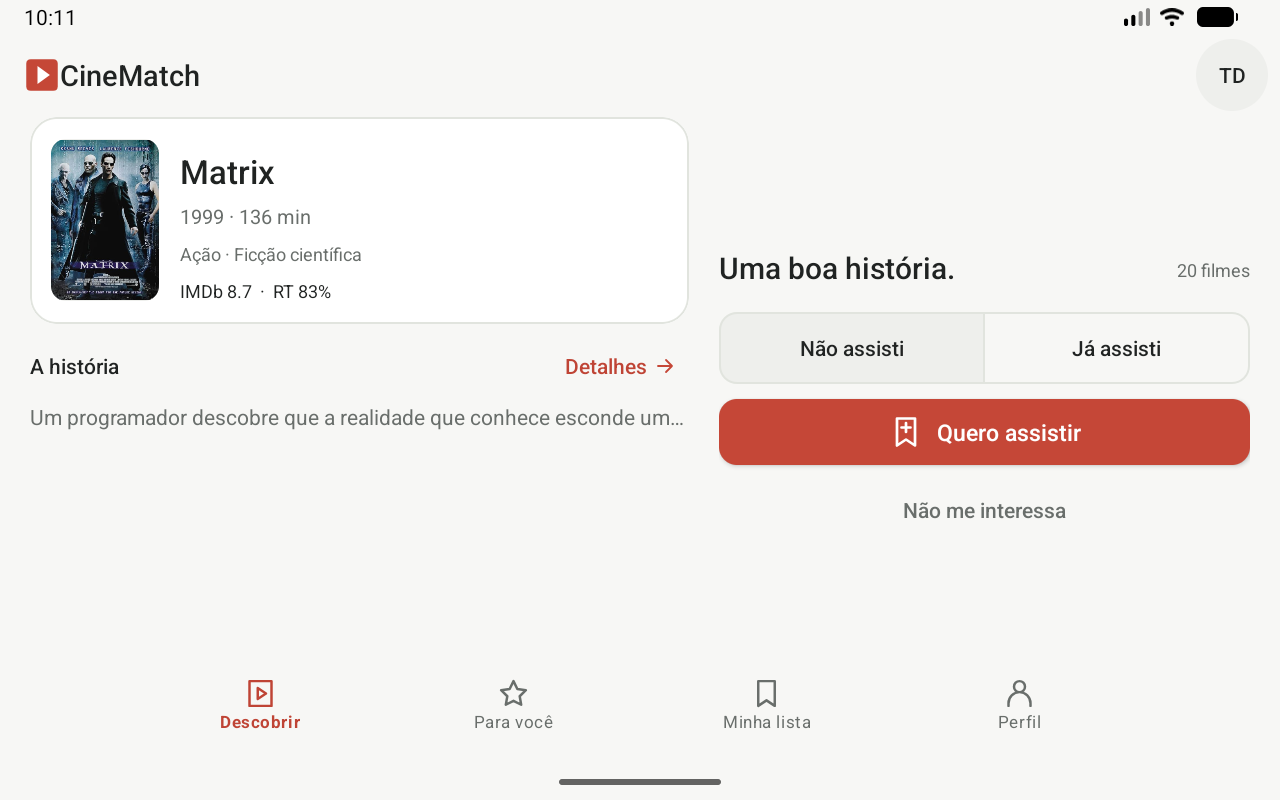 10:11
CineMatch
TD
MATRIX
Matrix
1999 · 136 min
Ação · Ficção científica
IMDb 8.7 · RT 83%
A história
Detalhes →
Um programador descobre que a realidade que conhece esconde um…
Uma boa história.
20 filmes
Não assisti
Já assisti
Quero assistir
Não me interessa
Descobrir
Para você
Minha lista
Perfil